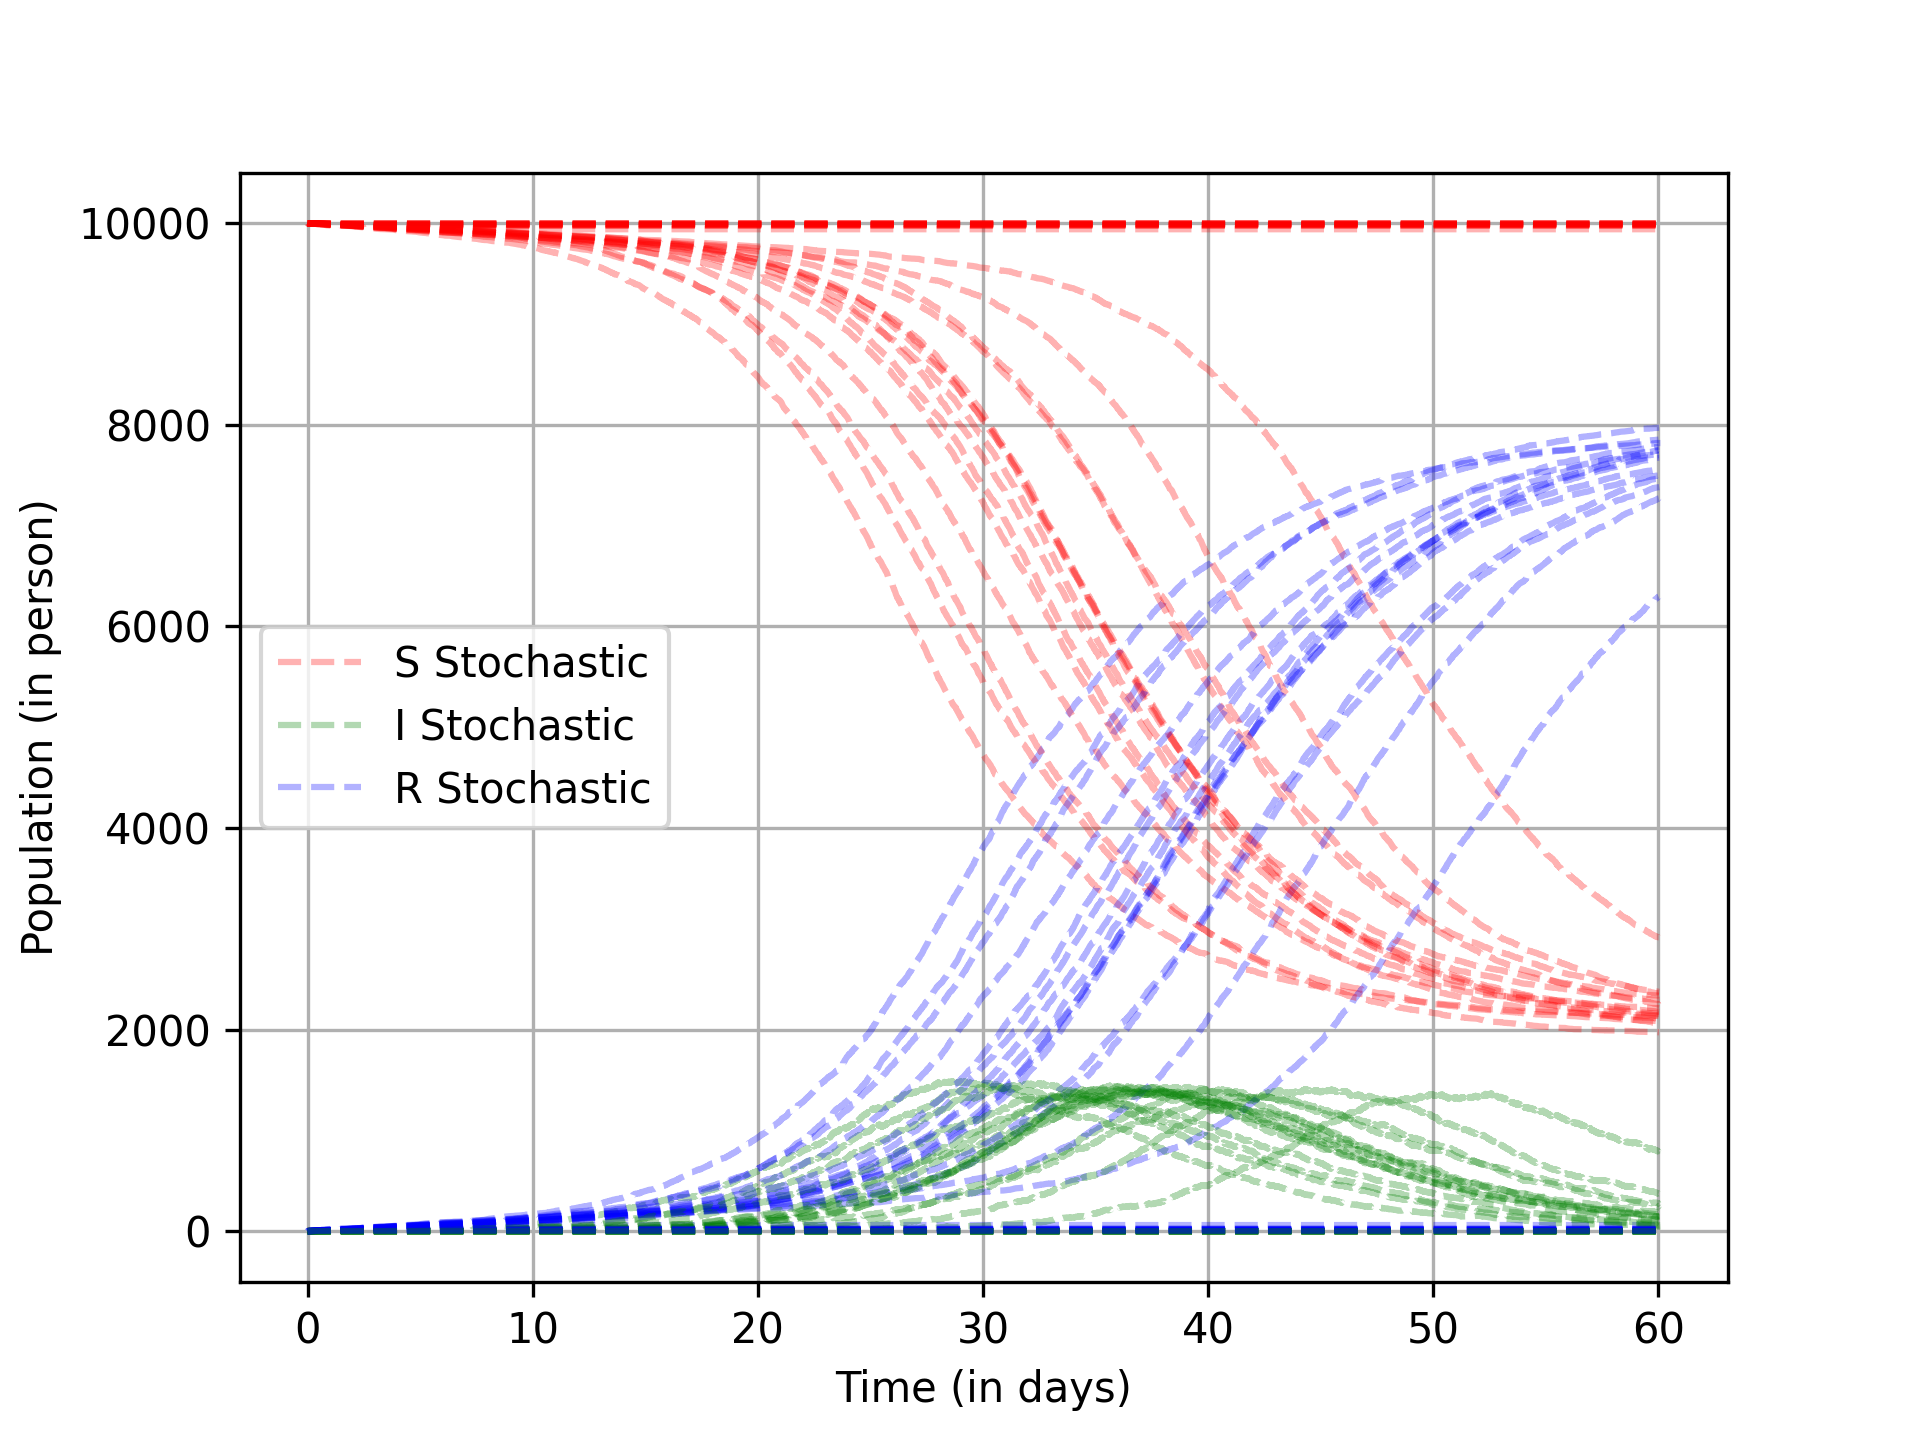 10000
8000
6000
4000
2000
0
Population (in person)
S Stochastic
I Stochastic
R Stochastic
0 10 20 30 40 50 60
Time (in days)